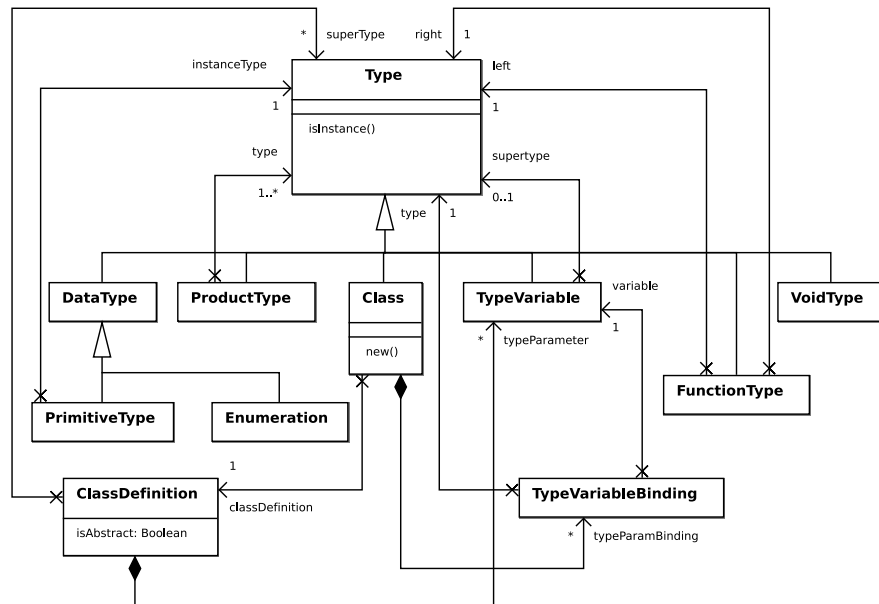 * superType
right 1
instanceType
Type
left
1
1
isInstance()
type
supertype
1..*
0..1
type 1
DataType
ProductType
Class
TypeVariable
variable
VoidType
new()
* typeParameter
1
PrimitiveType
Enumeration
FunctionType
1
ClassDefinition
classDefinition
TypeVariableBinding
isAbstract: Boolean
* typeParamBinding